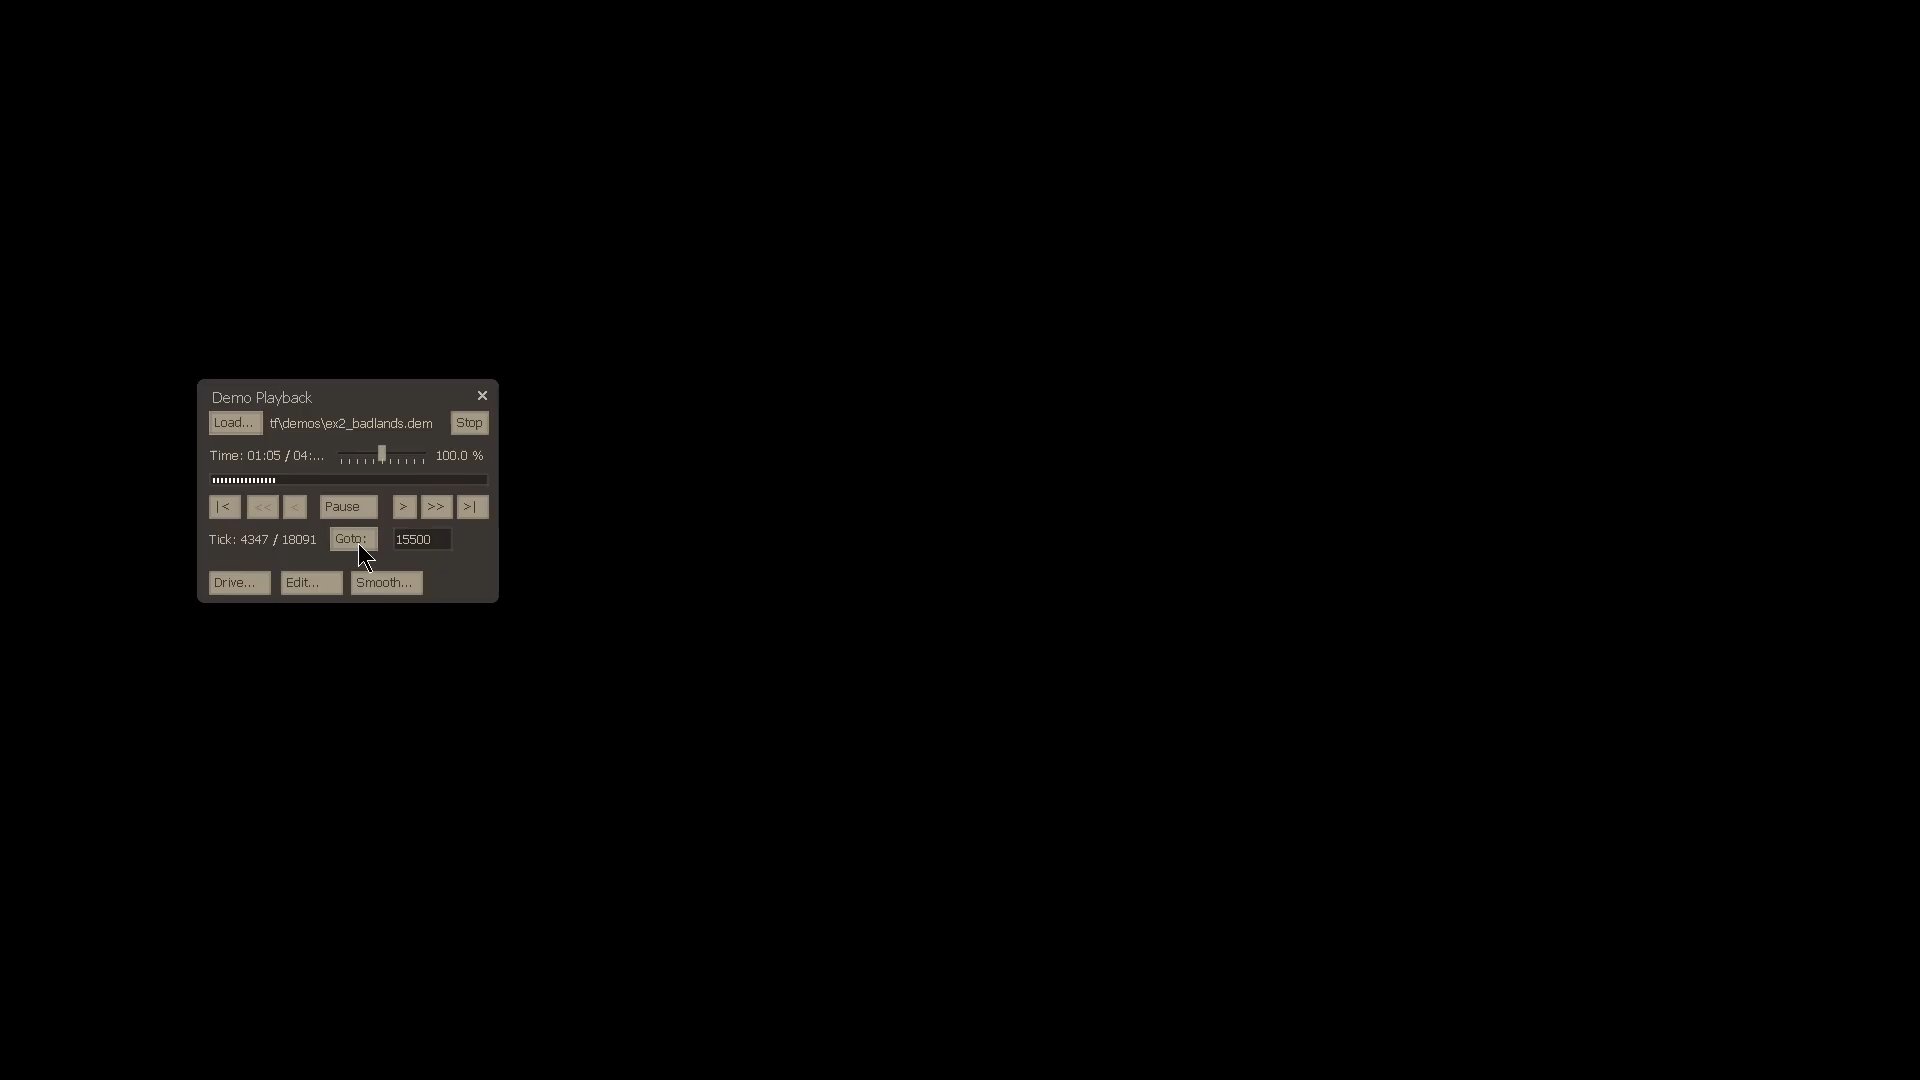 Demo Playback ×
Load... tf\demos\ex2_badlands.dem Stop
Time: 01:05 / 04:... 100.0 %
|< << < Pause > >> >|
Tick: 4347 / 18091 Goto: 15500
Drive... Edit... Smooth...